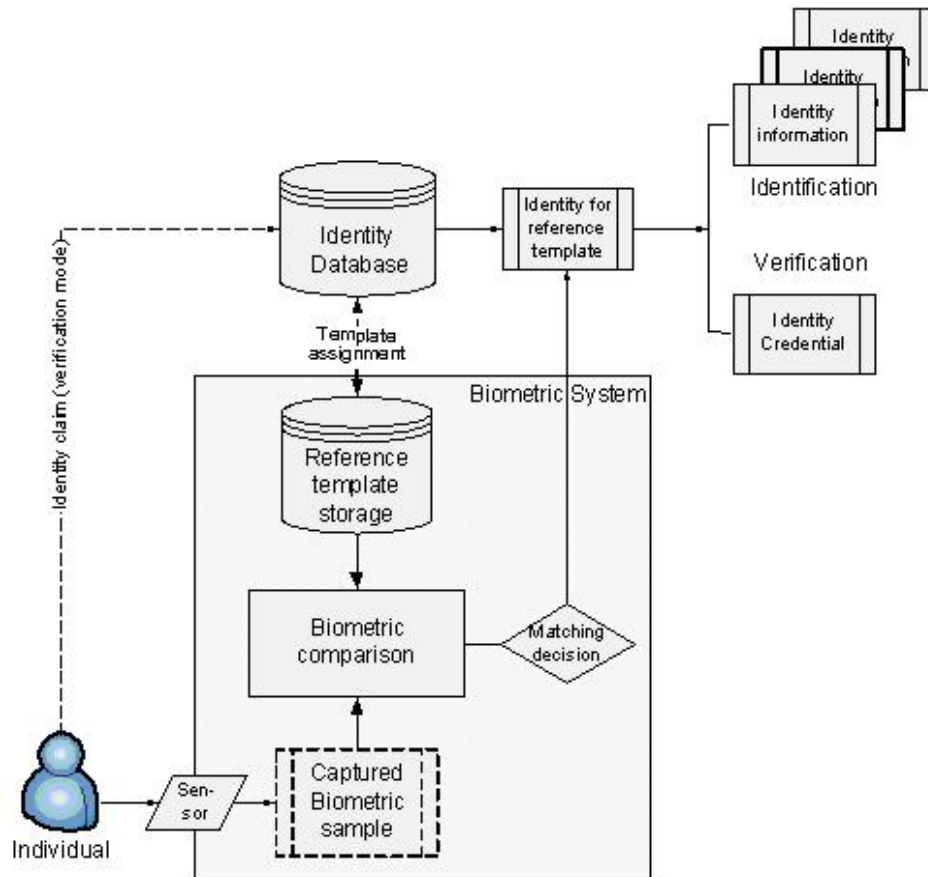 Identity
Identity
Identity
information
Identification
Identity
Database
Identity for
reference
template
Verification
Identity
Credential
Template
assignment
Biometric System
Identity claim (verification mode)
Reference
template
storage
Biometric
comparison
Matching
decision
Captured
Biometric
sample
Sen-
sor
Individual